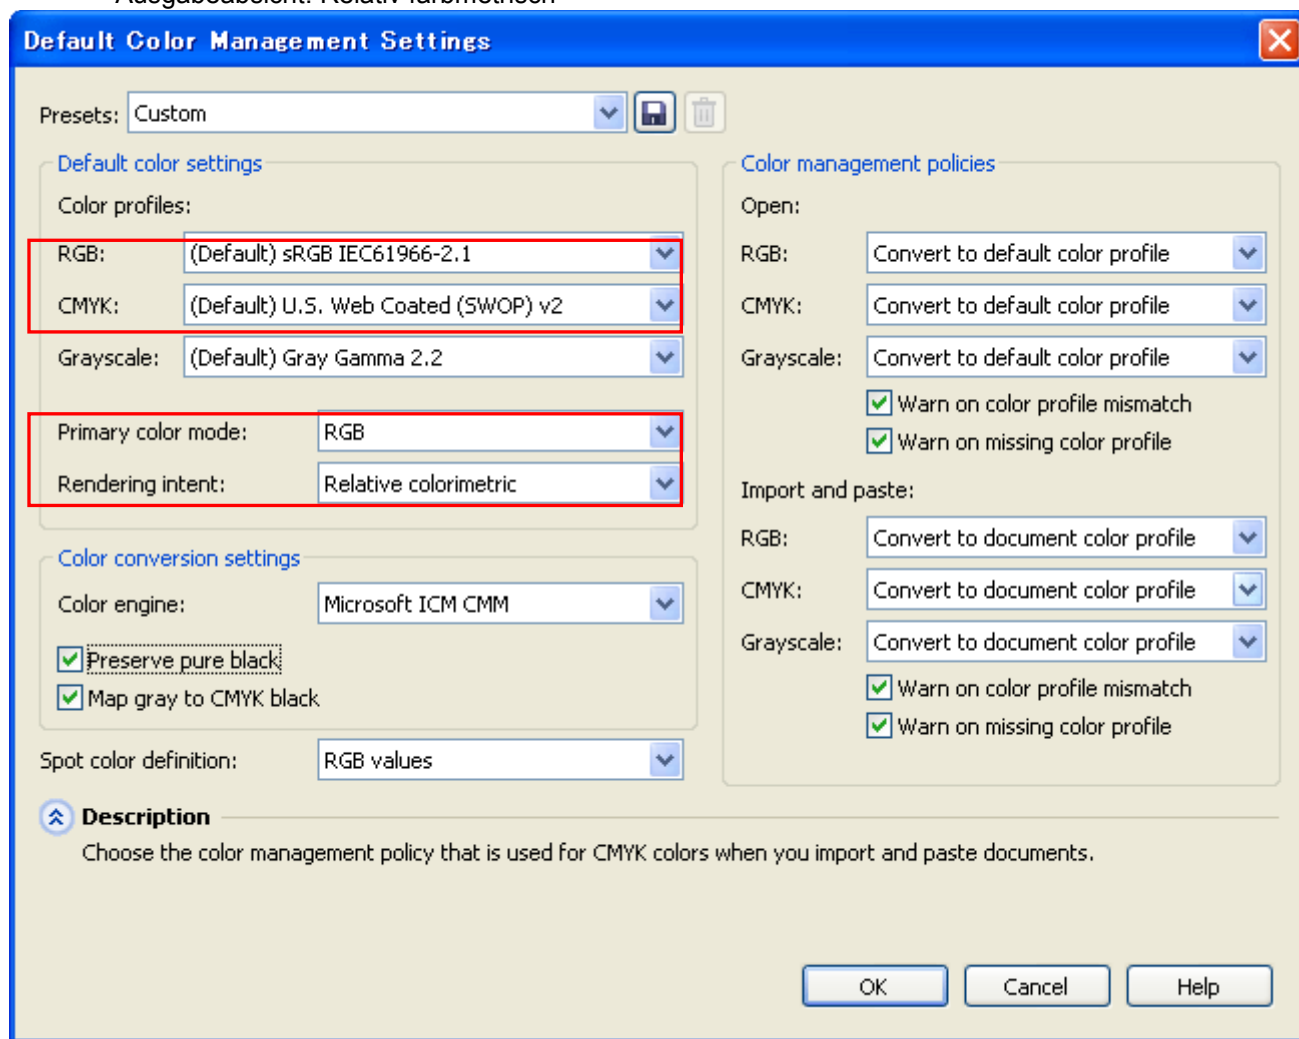 Ausgabeabsicht: Relativ farbmetrisch
Default Color Management Settings
Presets: Custom
Default color settings
Color profiles:
RGB: (Default) sRGB IEC61966-2.1
CMYK: (Default) U.S. Web Coated (SWOP) v2
Grayscale: (Default) Gray Gamma 2.2
Primary color mode: RGB
Rendering intent: Relative colorimetric
Color conversion settings
Color engine: Microsoft ICM CMM
Preserve pure black
Map gray to CMYK black
Spot color definition: RGB values
Color management policies
Open:
RGB: Convert to default color profile
CMYK: Convert to default color profile
Grayscale: Convert to default color profile
Warn on color profile mismatch
Warn on missing color profile
Import and paste:
RGB: Convert to document color profile
CMYK: Convert to document color profile
Grayscale: Convert to document color profile
Warn on color profile mismatch
Warn on missing color profile
Description
Choose the color management policy that is used for CMYK colors when you import and paste documents.
OK Cancel Help